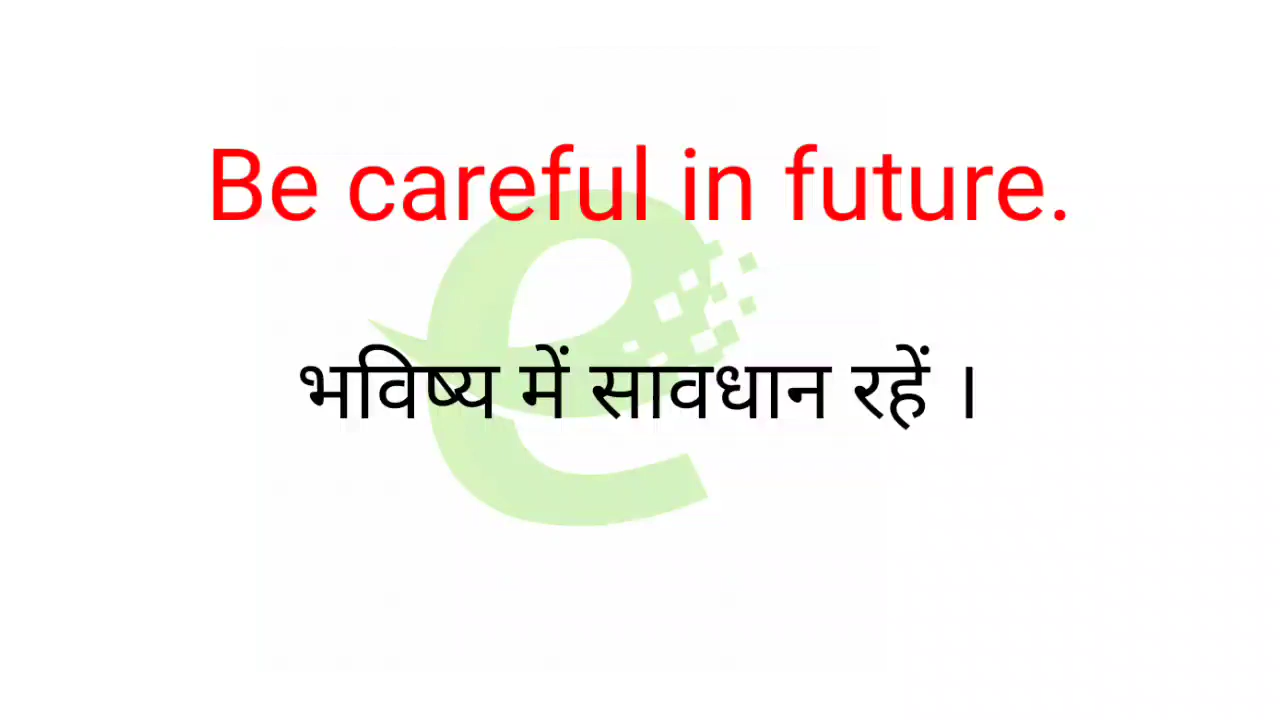 Be careful in future.
भविष्य में सावधान रहें ।